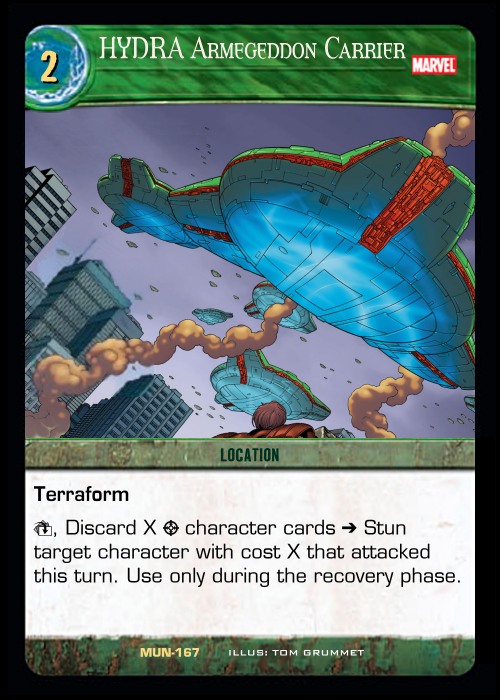 2
HYDRA ARMEGEDDON CARRIER
MARVEL
LOCATION
Terraform
, Discard X character cards ➔ Stun
target character with cost X that attacked
this turn. Use only during the recovery phase.
MUN-167 ILLUS: TOM GRUMMET